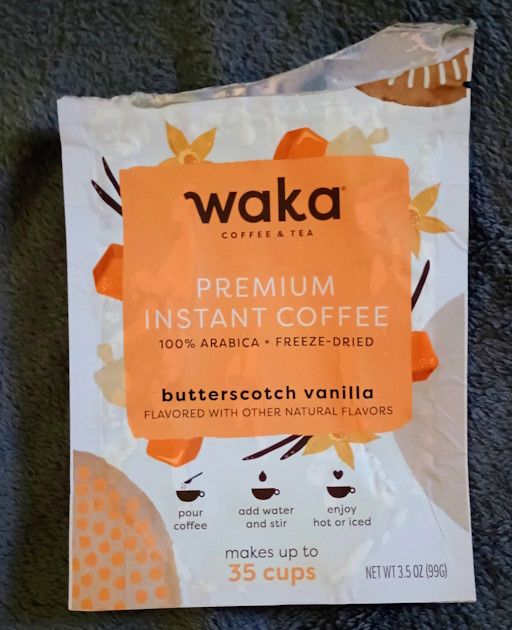 waka
COFFEE & TEA
PREMIUM
INSTANT COFFEE
100% ARABICA • FREEZE-DRIED
butterscotch vanilla
FLAVORED WITH OTHER NATURAL FLAVORS
pour
coffee
add water
and stir
enjoy
hot or iced
makes up to
35 cups
NET WT 3.5 OZ (99G)